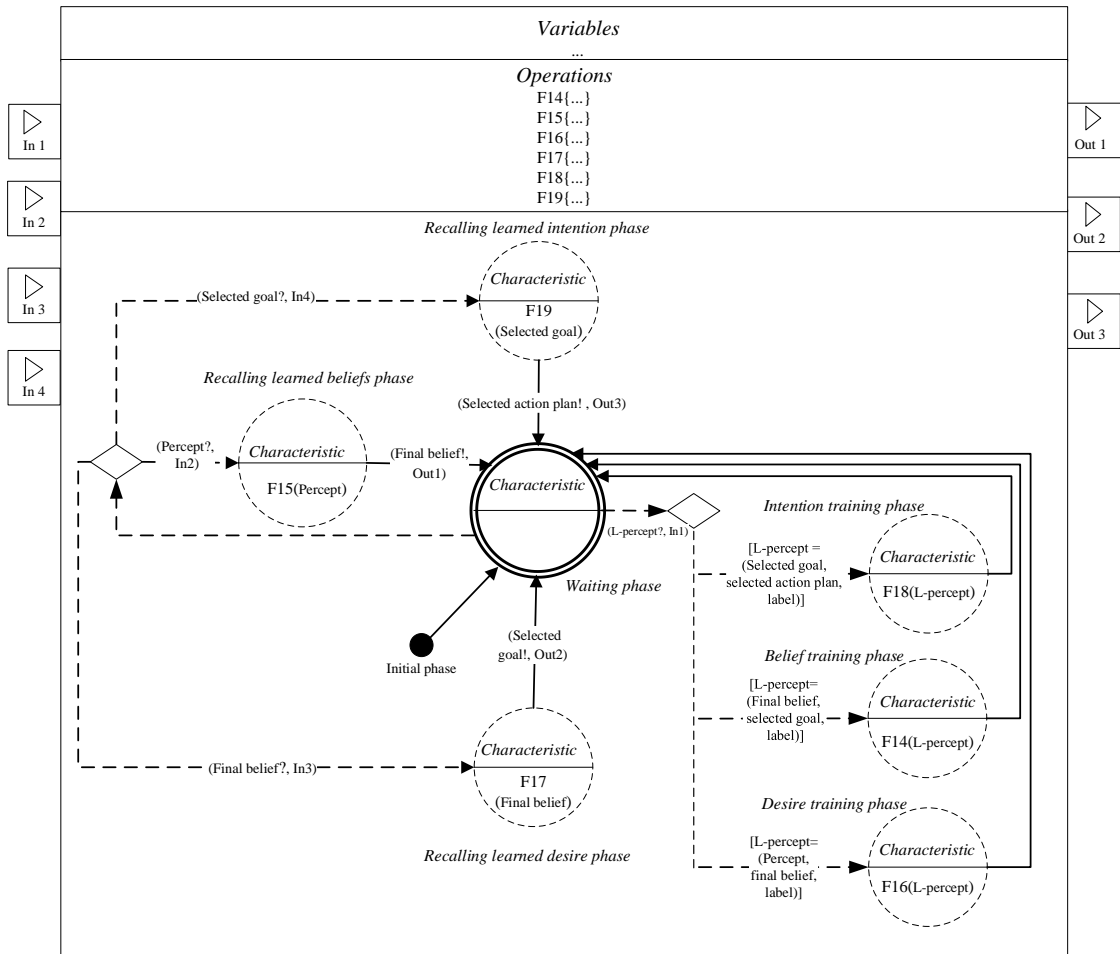 Variables
...
Operations
F14{...}
F15{...}
F16{...}
F17{...}
F18{...}
F19{...}
In 1
In 2
In 3
In 4
Out 1
Out 2
Out 3
Recalling learned intention phase
Characteristic
F19
(Selected goal)
(Selected goal?, In4)
(Selected action plan! , Out3)
Recalling learned beliefs phase
Characteristic
F15(Percept)
(Percept?,
In2)
(Final belief!,
Out1)
Characteristic
Waiting phase
(L-percept?, In1)
Initial phase
(Selected
goal!, Out2)
Characteristic
F17
(Final belief)
(Final belief?, In3)
Recalling learned desire phase
Intention training phase
[L-percept =
(Selected goal,
selected action plan,
label)]
Characteristic
F18(L-percept)
Belief training phase
[L-percept=
(Final belief,
selected goal,
label)]
Characteristic
F14(L-percept)
Desire training phase
[L-percept=
(Percept,
final belief,
label)]
Characteristic
F16(L-percept)